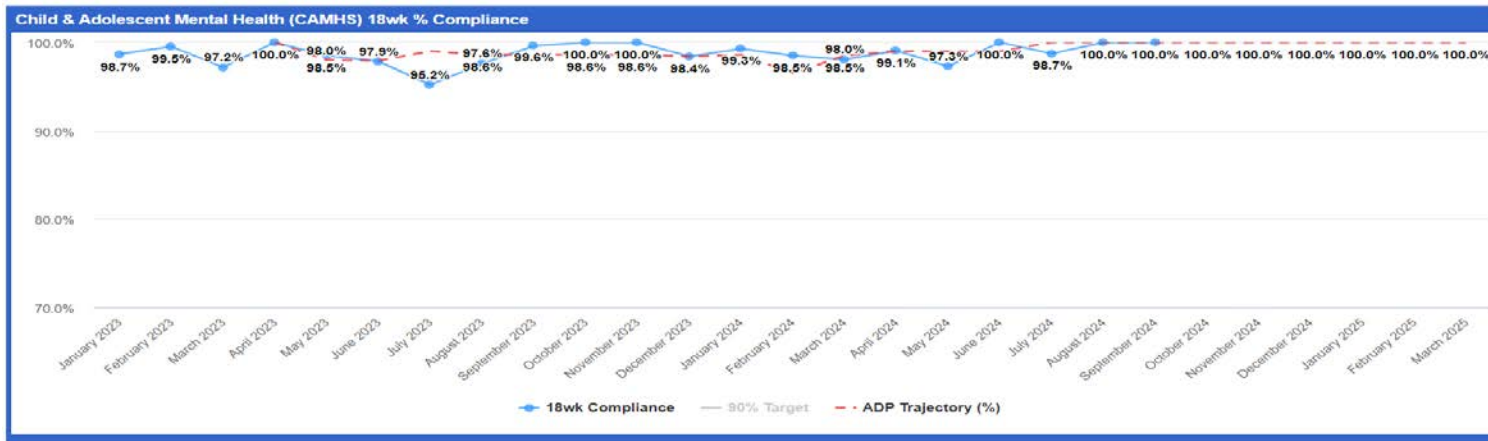 Child & Adolescent Mental Health (CAMHS) 18wk % Compliance
100.0%
90.0%
80.0%
70.0%
98.7%
99.5%
97.2%
100.0%
98.0%
98.5%
97.9%
95.2%
97.6%
98.6%
99.6%
100.0%
98.6%
100.0%
98.6%
98.4%
99.3%
98.5%
98.0%
98.5%
99.1%
97.3%
100.0%
98.7%
100.0%
100.0%
100.0%
100.0%
100.0%
100.0%
100.0%
100.0%
January 2023
February 2023
March 2023
April 2023
May 2023
June 2023
July 2023
August 2023
September 2023
October 2023
November 2023
December 2023
January 2024
February 2024
March 2024
April 2024
May 2024
June 2024
July 2024
August 2024
September 2024
October 2024
November 2024
December 2024
January 2025
February 2025
March 2025
18wk Compliance
90% Target
ADP Trajectory (%)